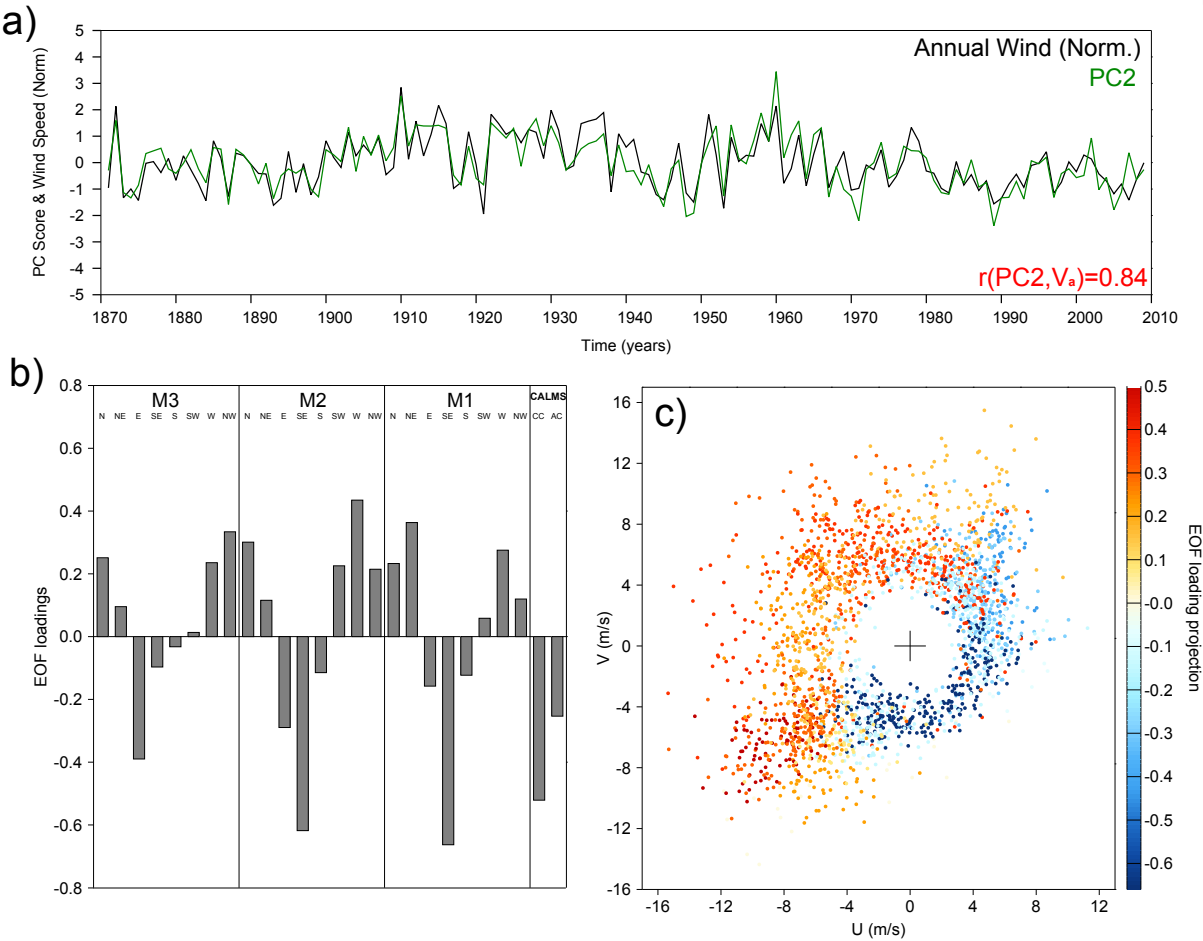 a)
5
4
3
2
1
0
-1
-2
-3
-4
-5
PC Score & Wind Speed (Norm)
Annual Wind (Norm.)
PC2
r(PC2,Vₐ)=0.84
1870 1880 1890 1900 1910 1920 1930 1940 1950 1960 1970 1980 1990 2000 2010
Time (years)
b)
M3 M2 M1 CALMS
N NE E SE S SW W NW N NE E SE S SW W NW N NE E SE S SW W NW CC AC
0.8
0.6
0.4
0.2
0.0
-0.2
-0.4
-0.6
-0.8
EOF loadings
c)
16
12
8
4
0
-4
-8
-12
-16
V (m/s)
-16 -12 -8 -4 0 4 8 12
U (m/s)
0.5
0.4
0.3
0.2
0.1
-0.0
-0.1
-0.2
-0.3
-0.4
-0.5
-0.6
EOF loading projection